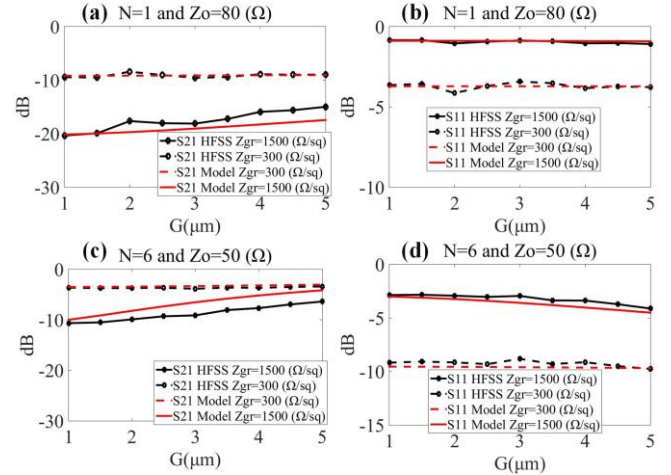 (a) N=1 and Zo=80 (Ω)
0
-10
-20
-30
dB
S21 HFSS Zgr=1500 (Ω/sq)
S21 HFSS Zgr=300 (Ω/sq)
S21 Model Zgr=300 (Ω/sq)
S21 Model Zgr=1500 (Ω/sq)
1 2 3 4 5
G(μm)
(b) N=1 and Zo=80 (Ω)
0
-5
-10
dB
S11 HFSS Zgr=1500 (Ω/sq)
S11 HFSS Zgr=300 (Ω/sq)
S11 Model Zgr=300 (Ω/sq)
S11 Model Zgr=1500 (Ω/sq)
1 2 3 4 5
G(μm)
(c) N=6 and Zo=50 (Ω)
0
-10
-20
-30
dB
S21 HFSS Zgr=1500 (Ω/sq)
S21 HFSS Zgr=300 (Ω/sq)
S21 Model Zgr=300 (Ω/sq)
S21 Model Zgr=1500 (Ω/sq)
1 2 3 4 5
G(μm)
(d) N=6 and Zo=50 (Ω)
0
-5
-10
-15
dB
S11 HFSS Zgr=1500 (Ω/sq)
S11 HFSS Zgr=300 (Ω/sq)
S11 Model Zgr=300 (Ω/sq)
S11 Model Zgr=1500 (Ω/sq)
1 2 3 4 5
G(μm)